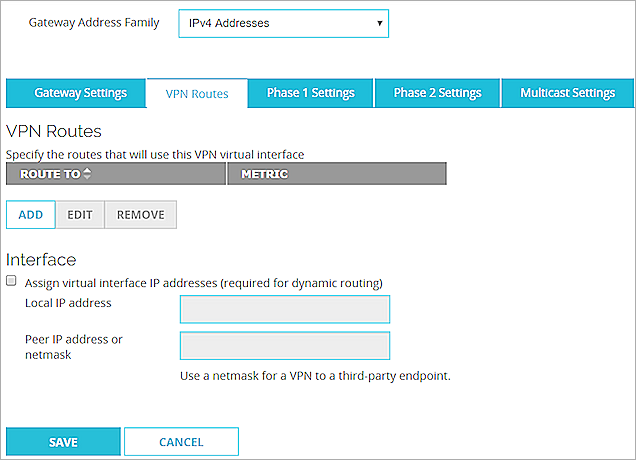 Gateway Address Family IPv4 Addresses
Gateway Settings VPN Routes Phase 1 Settings Phase 2 Settings Multicast Settings
VPN Routes
Specify the routes that will use this VPN virtual interface
ROUTE TO METRIC
ADD EDIT REMOVE
Interface
Assign virtual interface IP addresses (required for dynamic routing)
Local IP address
Peer IP address or
netmask
Use a netmask for a VPN to a third-party endpoint.
SAVE CANCEL